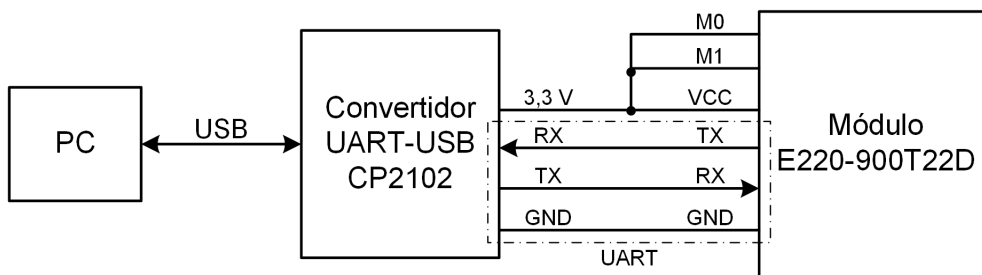 PC
USB
Convertidor
UART-USB
CP2102
M0
M1
3,3 V VCC
RX TX
TX RX
GND GND
UART
Módulo
E220-900T22D